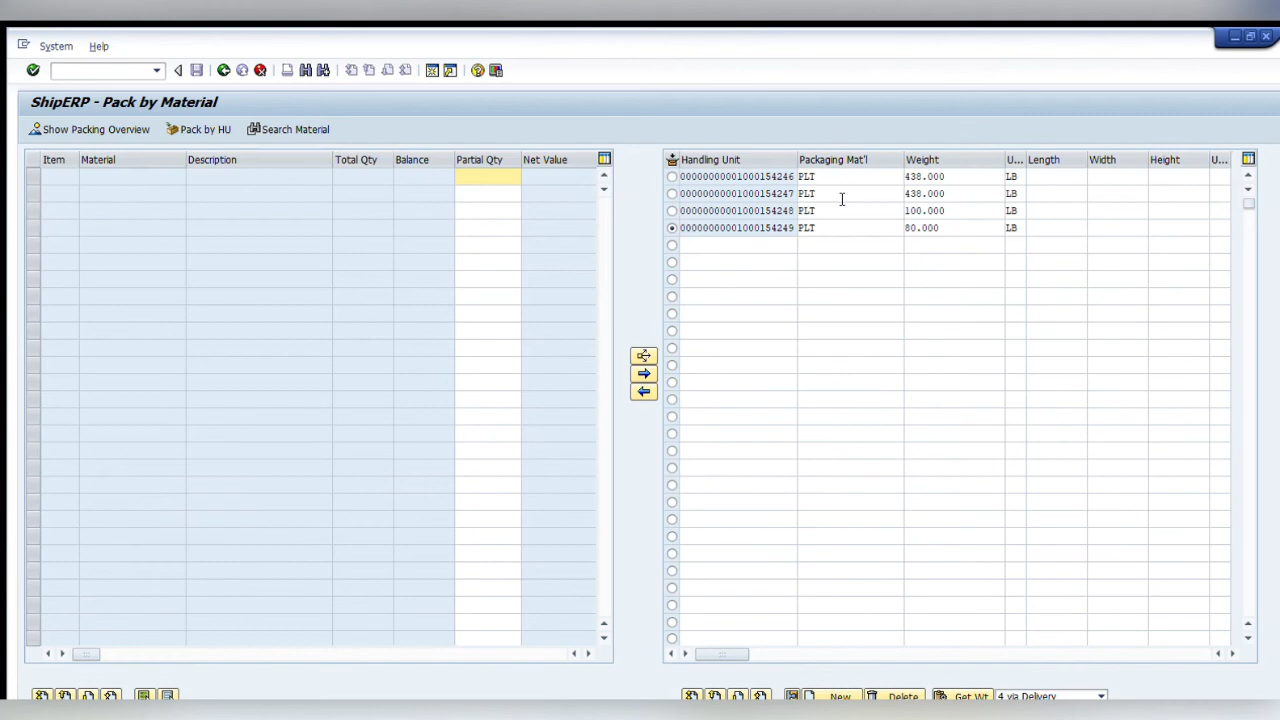 System Help
ShipERP - Pack by Material
Show Packing Overview Pack by HU Search Material
Item Material Description Total Qty Balance Partial Qty Net Value
Handling Unit Packaging Mat'l Weight U... Length Width Height U...
00000000001000154246 PLT 438.000 LB
00000000001000154247 PLT 438.000 LB
00000000001000154248 PLT 100.000 LB
00000000001000154249 PLT 80.000 LB
New Delete Get Wt 4 via Delivery